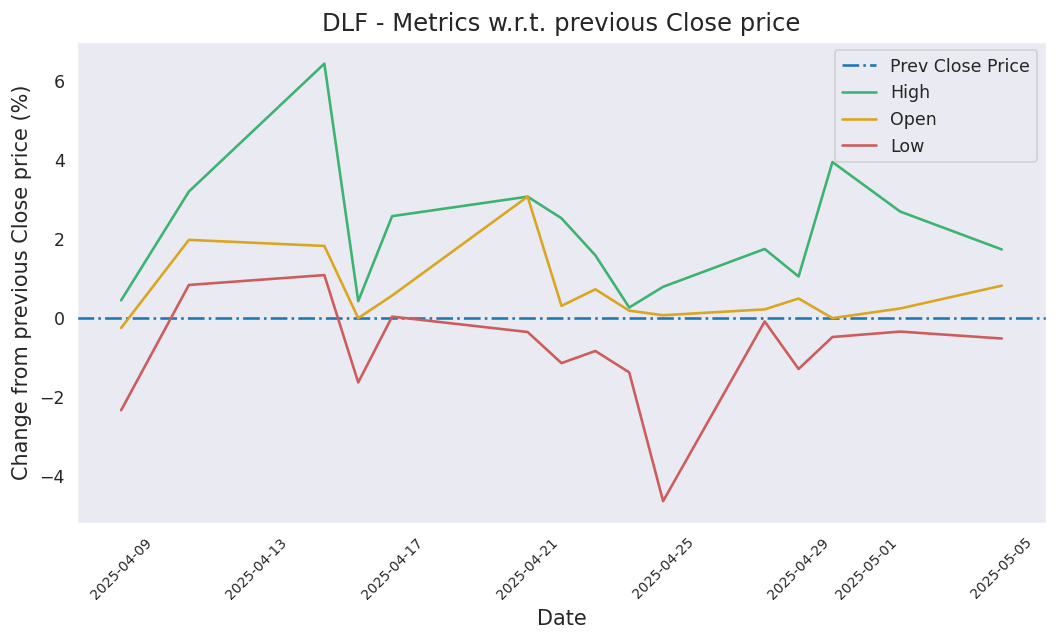 DLF - Metrics w.r.t. previous Close price
Change from previous Close price (%)
6
4
2
0
−2
−4
Prev Close Price
High
Open
Low
2025-04-09
2025-04-13
2025-04-17
2025-04-21
2025-04-25
2025-04-29
2025-05-01
2025-05-05
Date